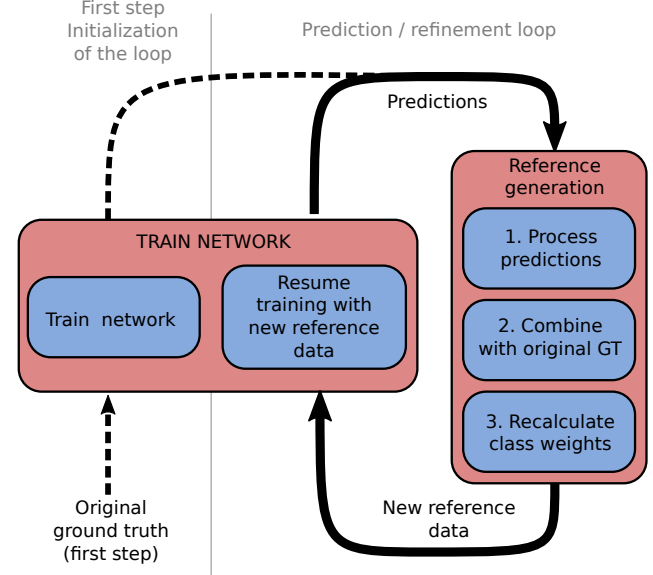 First step
Initialization
of the loop
Prediction / refinement loop
Predictions
Reference
generation
1. Process
predictions
2. Combine
with original GT
3. Recalculate
class weights
TRAIN NETWORK
Train network
Resume
training with
new reference
data
Original
ground truth
(first step)
New reference
data